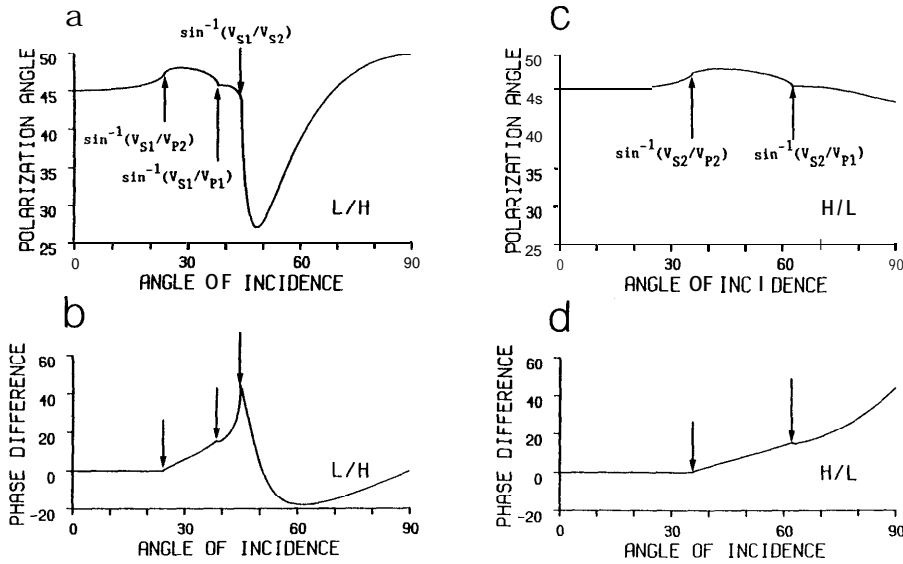 a
sin⁻¹(V_S1/V_S2)
50
45
40
35
30
25
POLARIZATION ANGLE
sin⁻¹(V_S1/V_P2)
sin⁻¹(V_S1/V_P1)
L/H
0 30 60 90
ANGLE OF INCIDENCE
c
50
4s
40
35
30
25
POLARIZATION ANGLE
sin⁻¹(V_S2/V_P2)
sin⁻¹(V_S2/V_P1)
H/L
0 30 60 90
ANGLE OF INC I DENCE
b
60
40
20
0
-20
PHASE DIFFERENCE
L/H
0 30 60 90
ANGLE OF INCIDENCE
d
60
40
20
0
-20
PHASE DIFFERENCE
H/L
0 30 60 90
ANGLE OF INCIDENCE